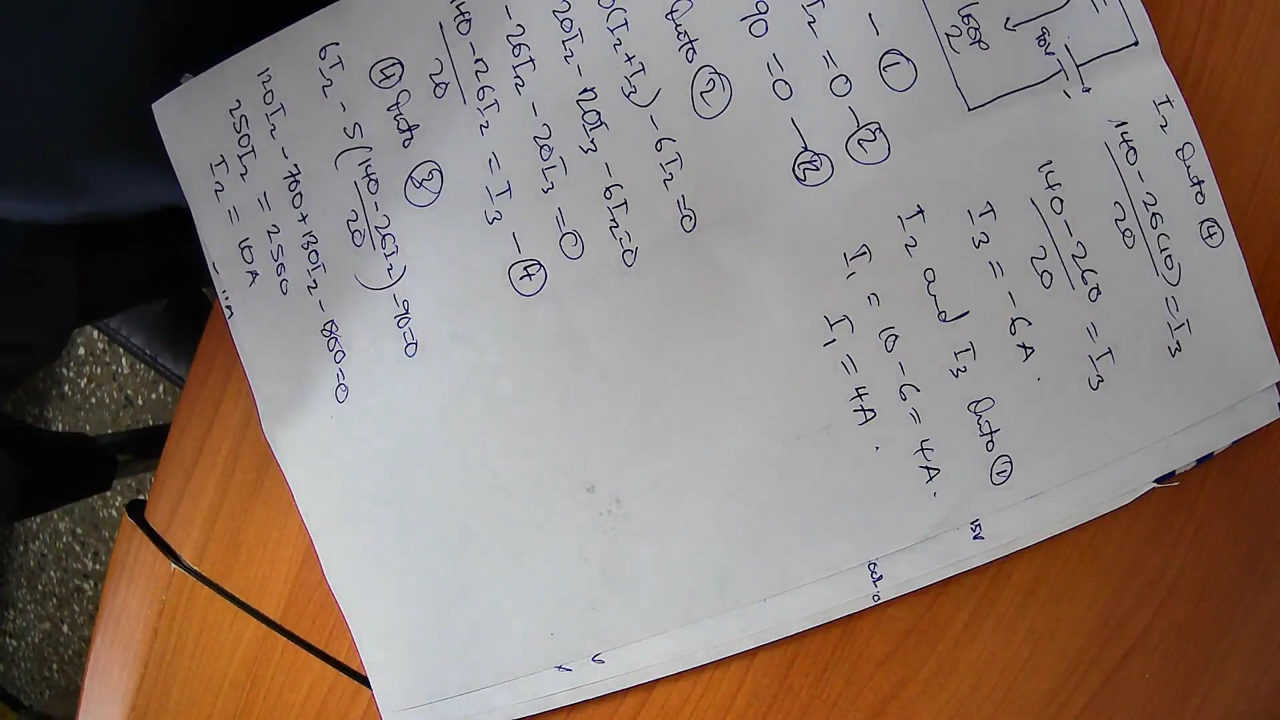 LOOP
2
90V
- ①
I2 = 0 - ②
90 = 0 - ③
Into ②
0(I2 + I3) - 6I2 = 0
20I2 - 120I3 - 6I2 = 0
- 26I2 - 20I3 = 0
140 - 26I2 = I3 - ④
20
④ Into ③
6I2 - 5(140 - 26I2) - 90 = 0
20
120I2 - 700 + 130I2 - 1800 = 0
250I2 = 2500
I2 = 10A
I2 Into ④
140 - 26(10) = I3
20
140 - 260 = I3
20
I3 = -6A.
I2 and I3 Into ①
I1 = 10 - 6 = 4A.
I1 = 4A.
15V